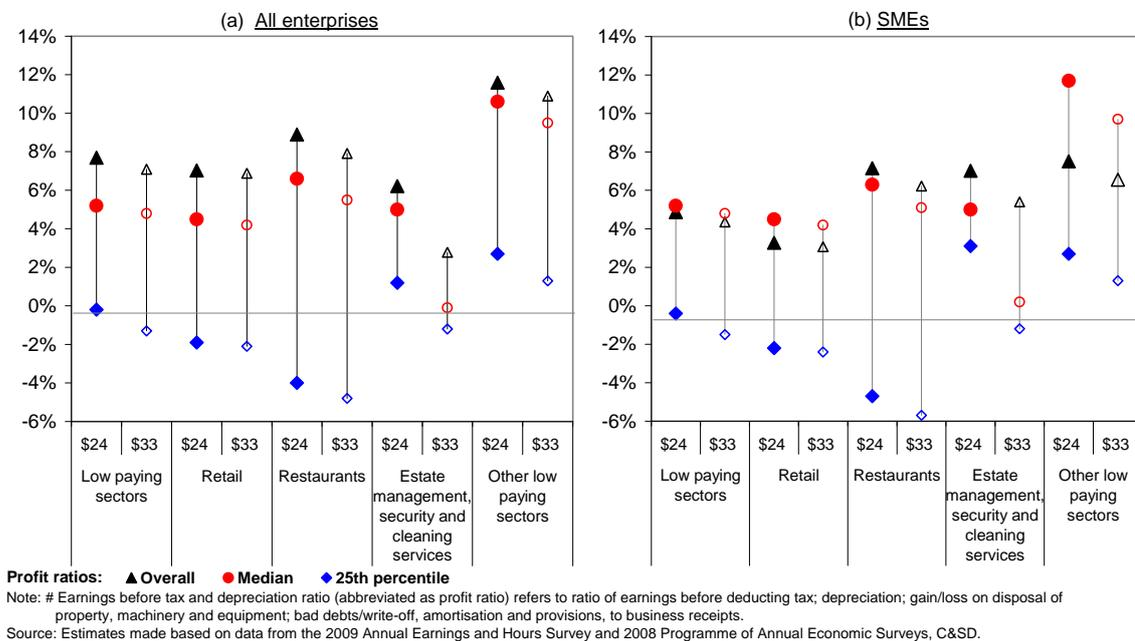 (a) All enterprises
14%
12%
10%
8%
6%
4%
2%
0%
-2%
-4%
-6%
$24 $33 $24 $33 $24 $33 $24 $33 $24 $33
Low paying sectors
Retail
Restaurants
Estate management, security and cleaning services
Other low paying sectors
(b) SMEs
14%
12%
10%
8%
6%
4%
2%
0%
-2%
-4%
-6%
$24 $33 $24 $33 $24 $33 $24 $33 $24 $33
Low paying sectors
Retail
Restaurants
Estate management, security and cleaning services
Other low paying sectors
Profit ratios: Overall Median 25th percentile
Note: # Earnings before tax and depreciation ratio (abbreviated as profit ratio) refers to ratio of earnings before deducting tax; depreciation; gain/loss on disposal of
property, machinery and equipment; bad debts/write-off, amortisation and provisions, to business receipts.
Source: Estimates made based on data from the 2009 Annual Earnings and Hours Survey and 2008 Programme of Annual Economic Surveys, C&SD.